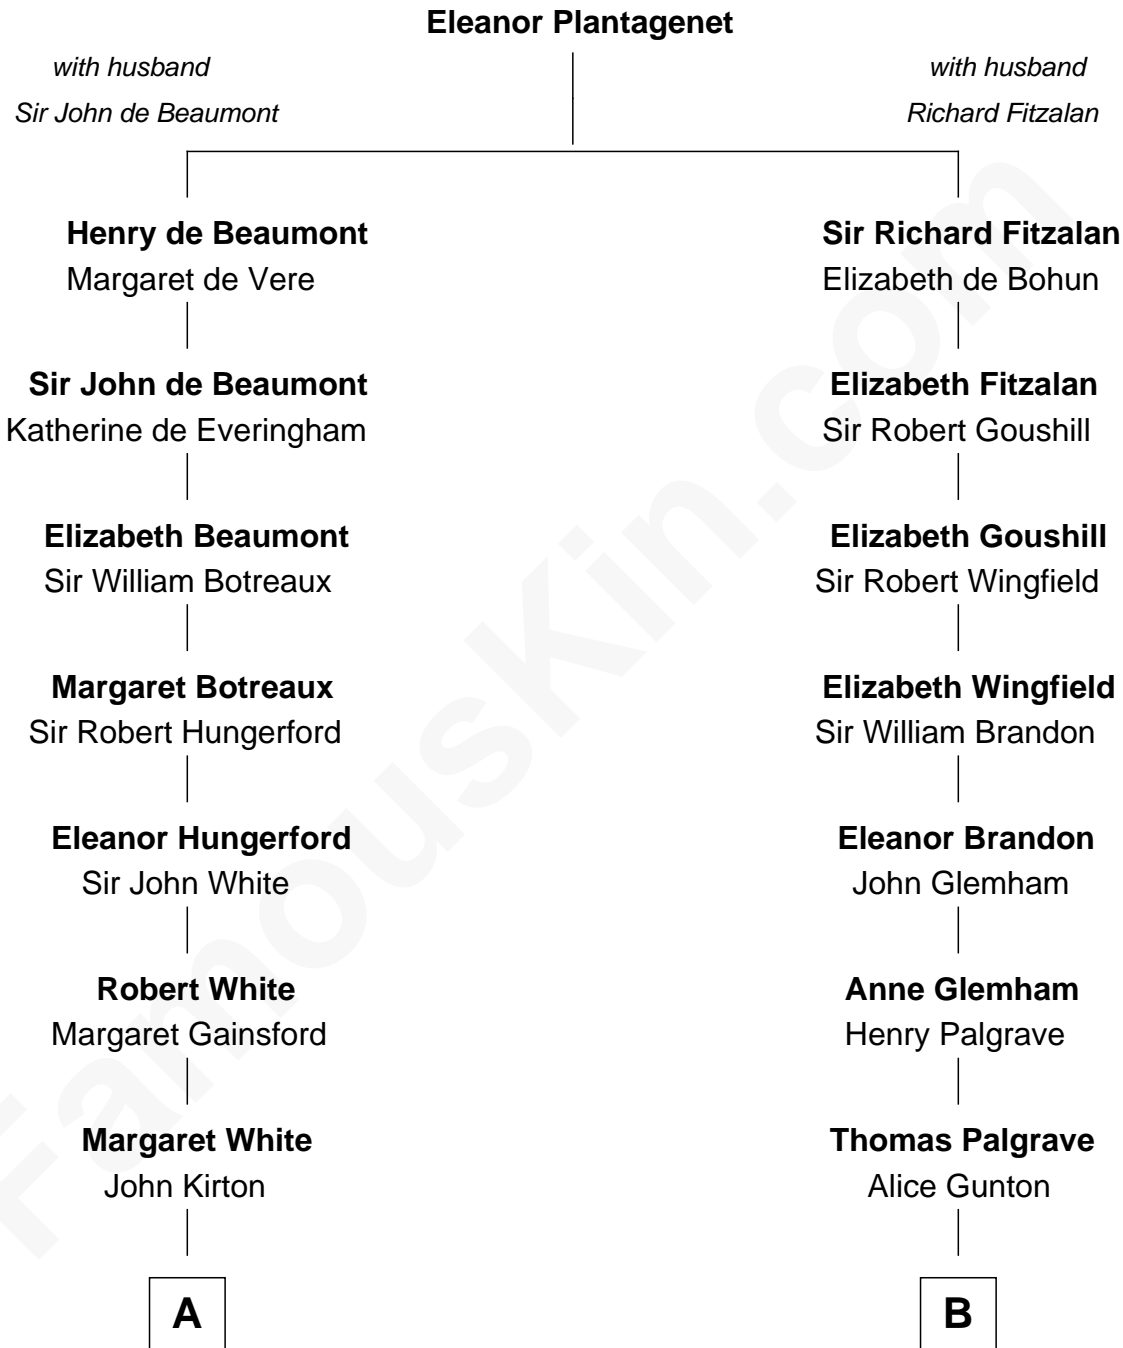 Eleanor Plantagenet
with husband
Sir John de Beaumont
with husband
Richard Fitzalan
Henry de Beaumont
Margaret de Vere
Sir John de Beaumont
Katherine de Everingham
Elizabeth Beaumont
Sir William Botreaux
Margaret Botreaux
Sir Robert Hungerford
Eleanor Hungerford
Sir John White
Robert White
Margaret Gainsford
Margaret White
John Kirton
A
Sir Richard Fitzalan
Elizabeth de Bohun
Elizabeth Fitzalan
Sir Robert Goushill
Elizabeth Goushill
Sir Robert Wingfield
Elizabeth Wingfield
Sir William Brandon
Eleanor Brandon
John Glemham
Anne Glemham
Henry Palgrave
Thomas Palgrave
Alice Gunton
B
FamousKin.com